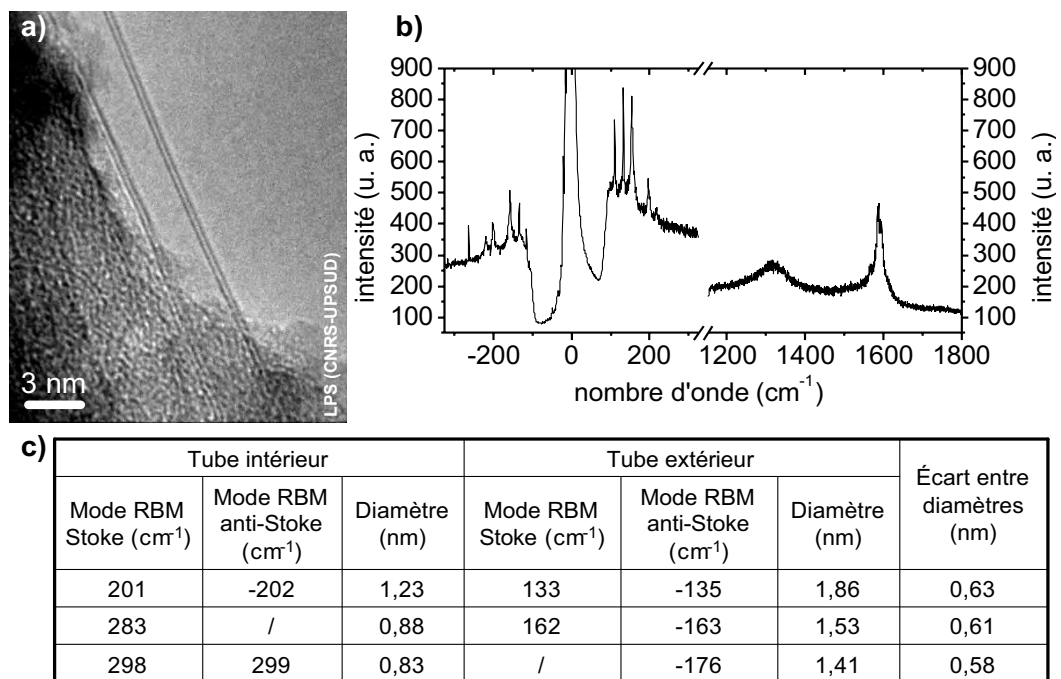 a)
3 nm
LPS (CNRS-UPSUD)
b)
900
800
700
600
500
400
300
200
100
intensité (u. a.)
-200 0 200 1200 1400 1600 1800
nombre d'onde (cm-1)
900
800
700
600
500
400
300
200
100
intensité (u. a.)
c)
Tube intérieur Tube extérieur Écart entre diamètres (nm)
Mode RBM Stoke (cm-1) Mode RBM anti-Stoke (cm-1) Diamètre (nm) Mode RBM Stoke (cm-1) Mode RBM anti-Stoke (cm-1) Diamètre (nm)
201 -202 1,23 133 -135 1,86 0,63
283 / 0,88 162 -163 1,53 0,61
298 299 0,83 / -176 1,41 0,58